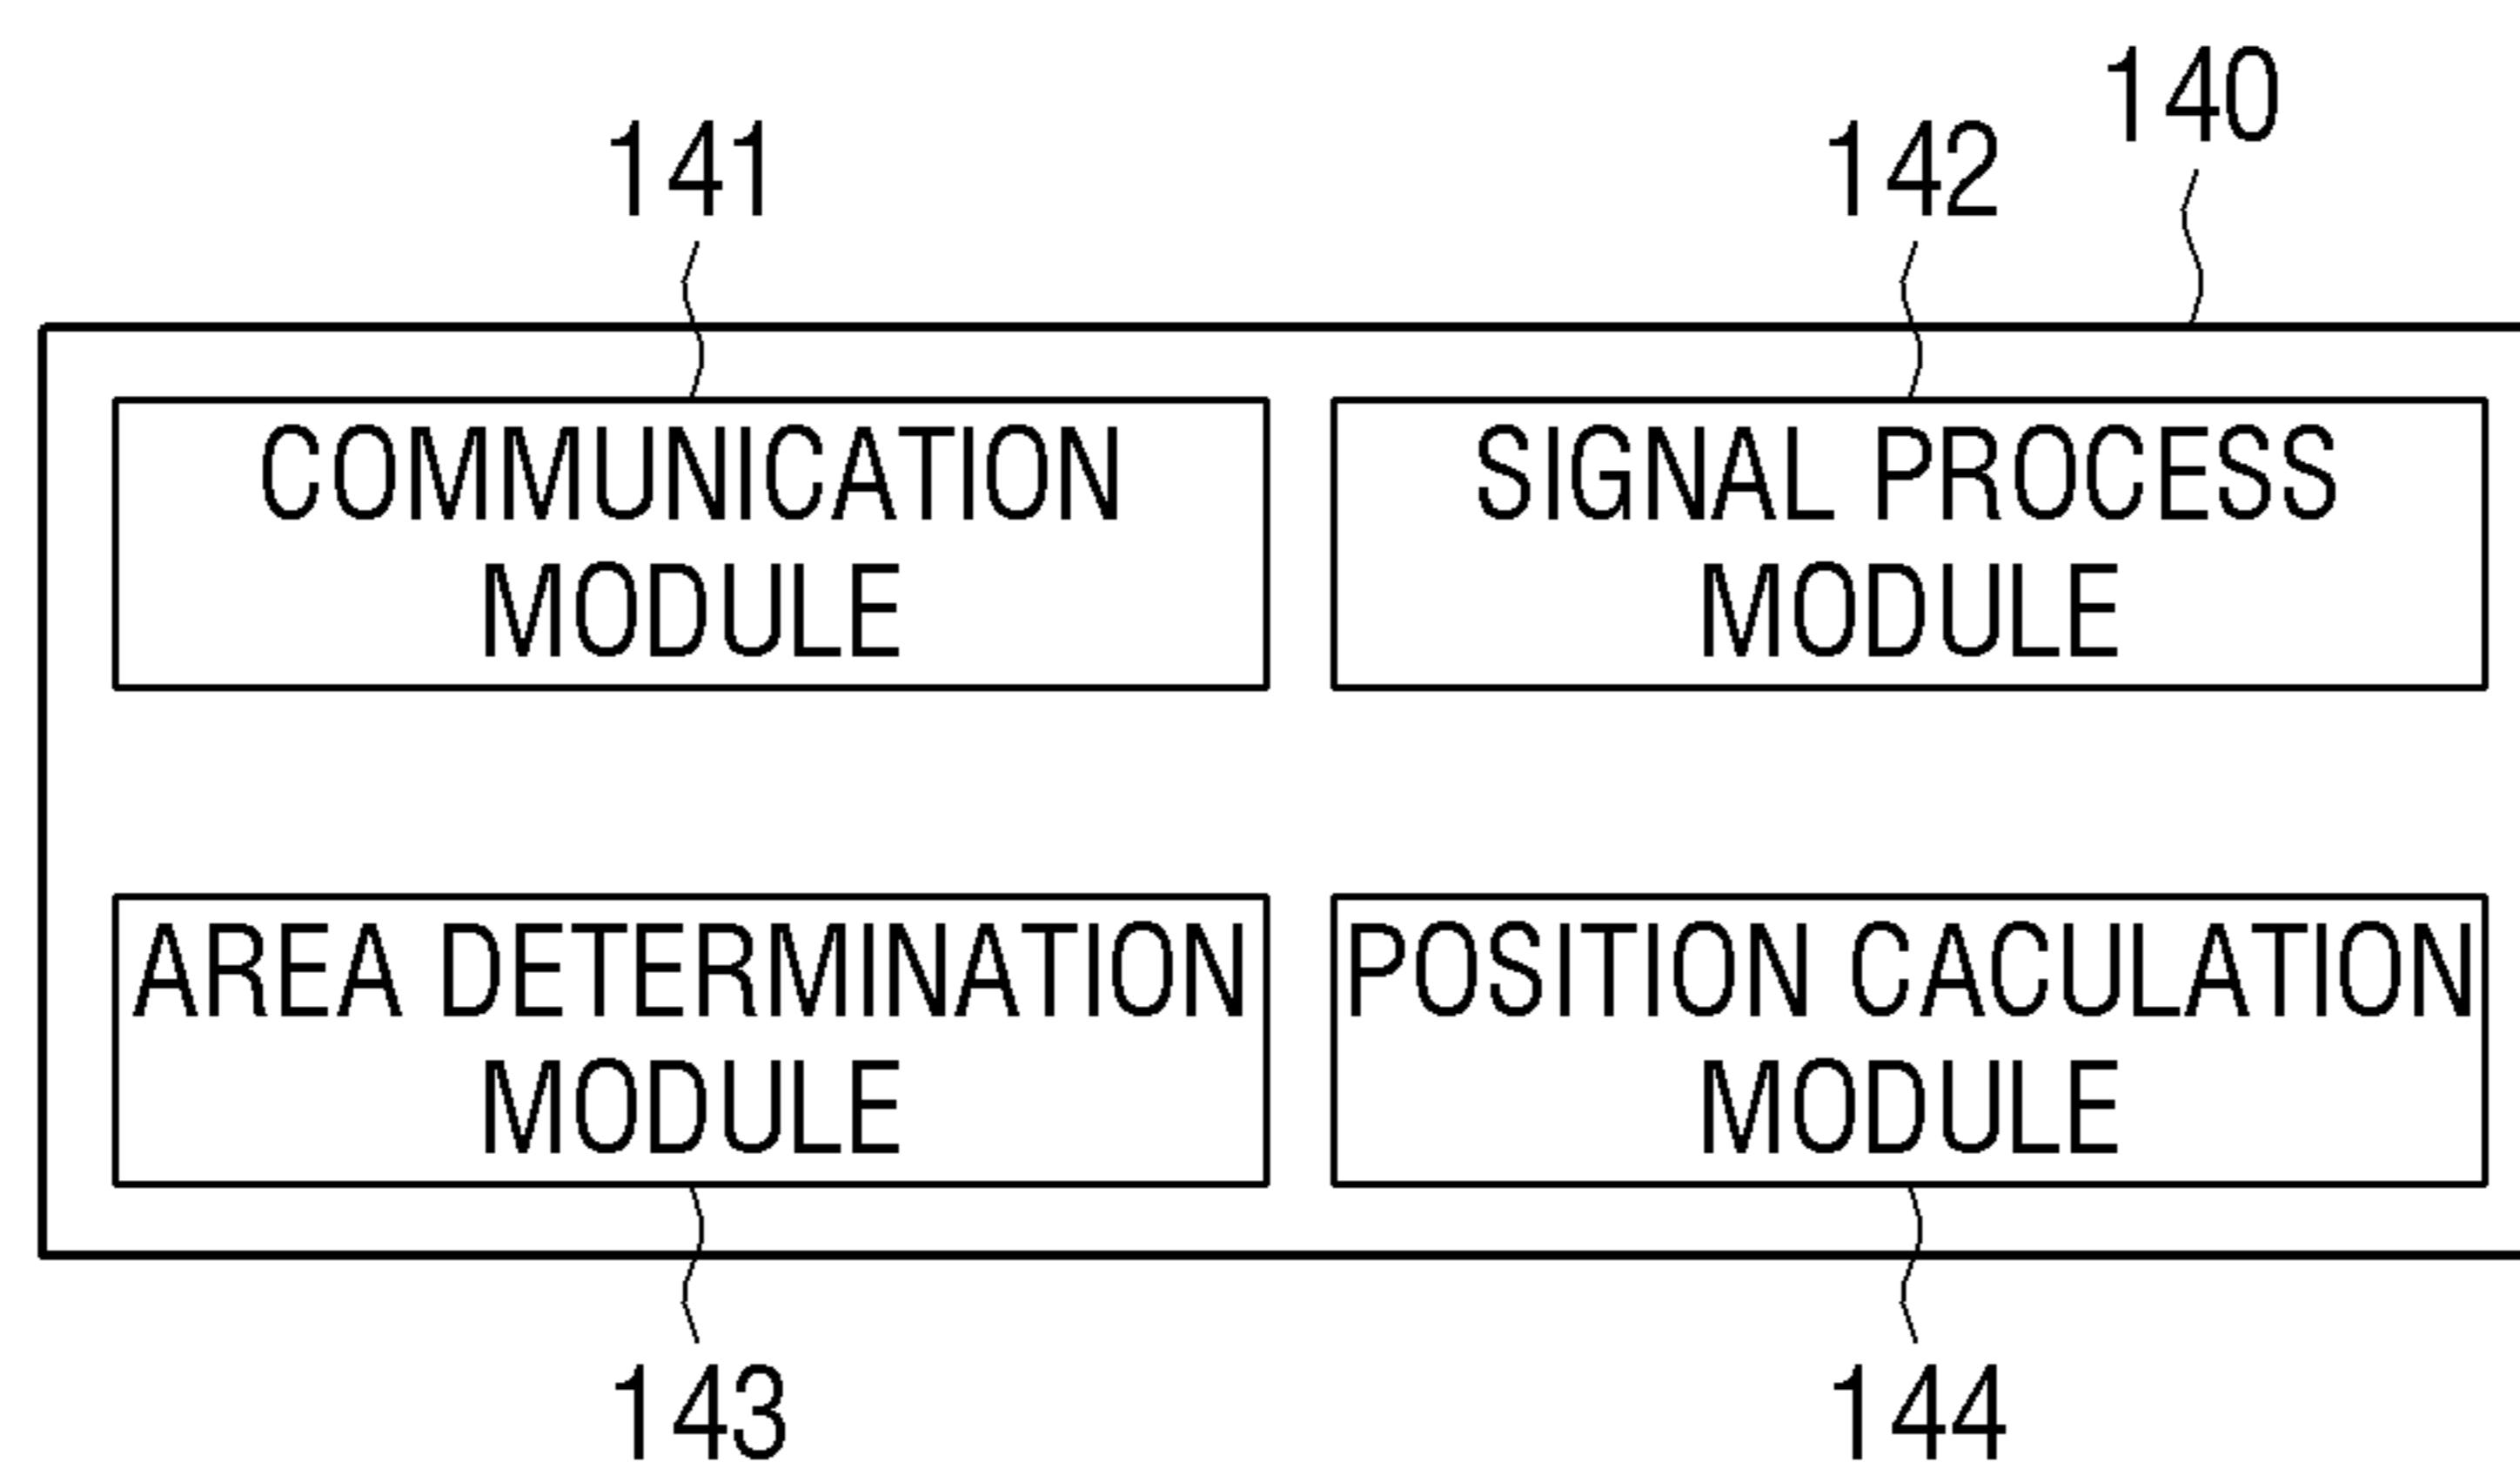 140
141
142
COMMUNICATION
MODULE
SIGNAL PROCESS
MODULE
AREA DETERMINATION
MODULE
POSITION CACULATION
MODULE
143
144